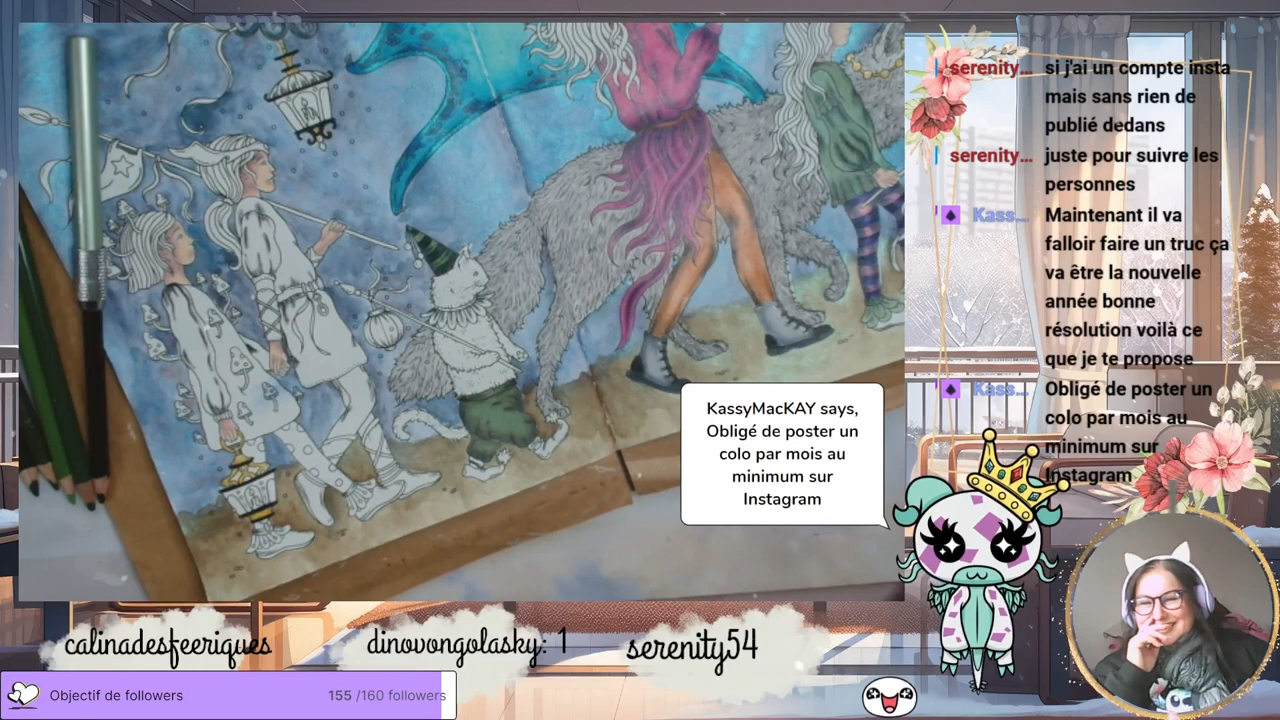 serenity... si j'ai un compte insta
mais sans rien de
publié dedans
serenity... juste pour suivre les
personnes
Kass... Maintenant il va
falloir faire un truc ça
va être la nouvelle
année bonne
résolution voilà ce
que je te propose
Kass... Obligé de poster un
colo par mois au
minimum sur
Instagram
KassyMacKAY says,
Obligé de poster un
colo par mois au
minimum sur
Instagram
calinadesfeeriques
dinovongolasky: 1
serenity54
Objectif de followers 155 /160 followers